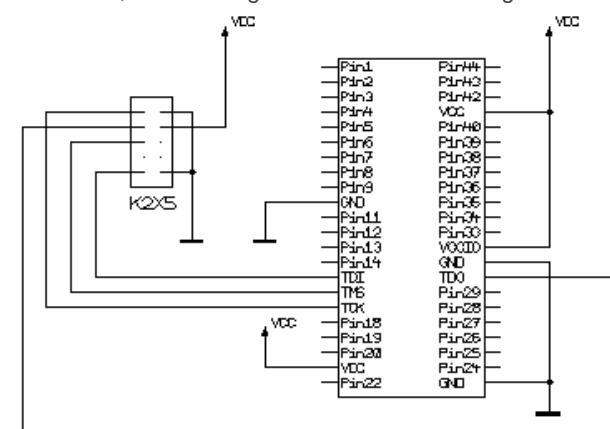 VCC
VCC
Pin1 Pin44
Pin2 Pin43
Pin3 Pin42
Pin4 VCC
Pin5 Pin40
Pin6 Pin39
Pin7 Pin38
Pin8 Pin37
Pin9 Pin36
GND Pin35
Pin11 Pin34
Pin12 Pin33
Pin13 VCCIO
Pin14 GND
TDI TDO
TMS Pin29
TCK Pin28
Pin18 Pin27
Pin19 Pin26
Pin20 Pin25
VCC Pin24
Pin22 GND
K2X5
VCC